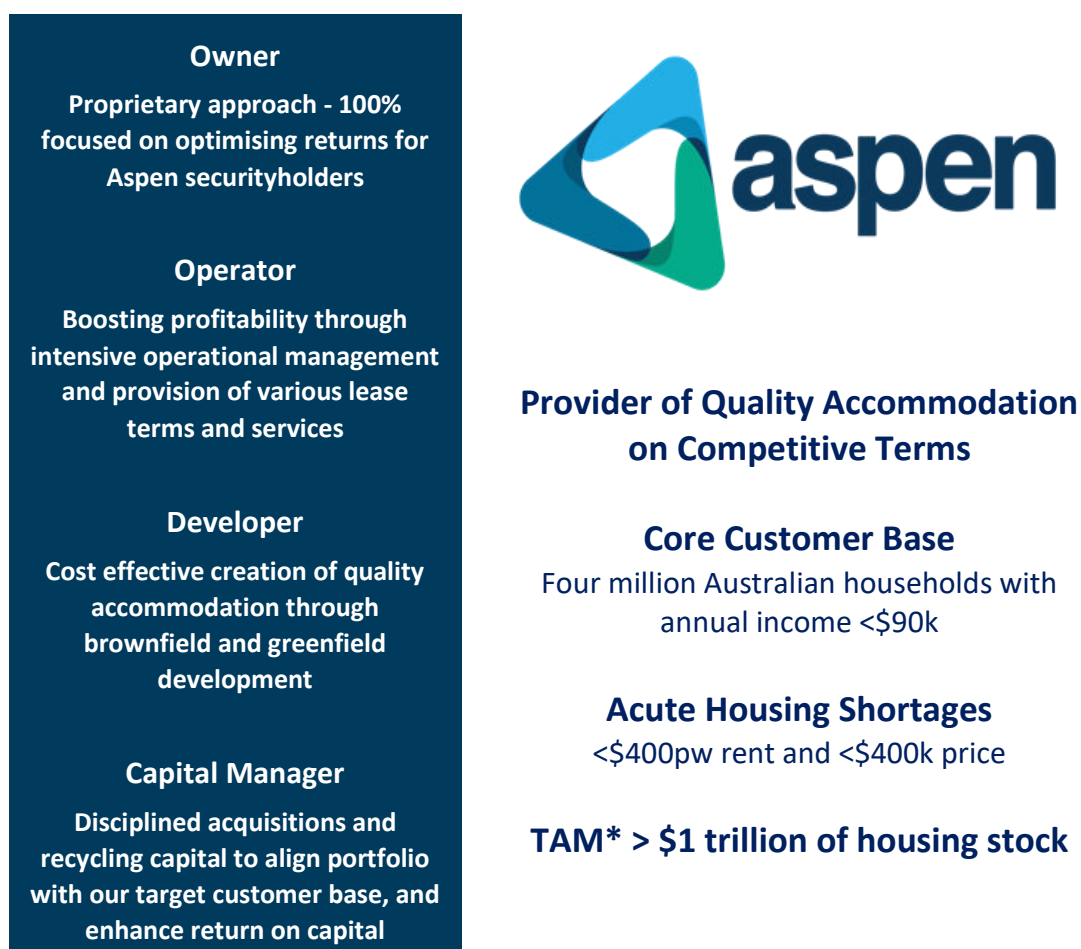 Owner
Proprietary approach - 100%
focused on optimising returns for
Aspen securityholders
Operator
Boosting profitability through
intensive operational management
and provision of various lease
terms and services
Developer
Cost effective creation of quality
accommodation through
brownfield and greenfield
development
Capital Manager
Disciplined acquisitions and
recycling capital to align portfolio
with our target customer base, and
enhance return on capital
aspen
Provider of Quality Accommodation
on Competitive Terms
Core Customer Base
Four million Australian households with
annual income <$90k
Acute Housing Shortages
<$400pw rent and <$400k price
TAM* > $1 trillion of housing stock